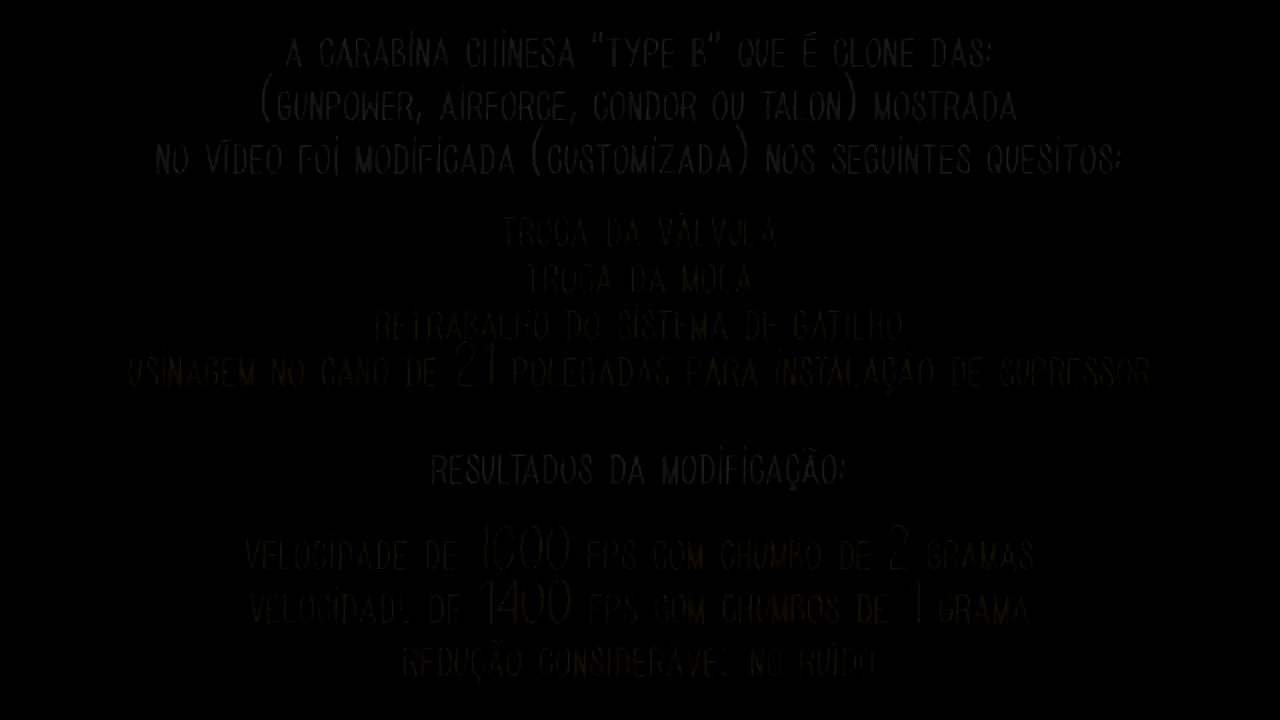 A CARABINA CHINESA "TYPE B" QUE É CLONE DAS:
(GUNPOWER, AIRFORCE, CONDOR OU TALON) MOSTRADA
NO VÍDEO FOI MODIFICADA (CUSTOMIZADA) NOS SEGUINTES QUESITOS:
TROCA DA VÁLVULA
TROCA DA MOLA
RETRABALHO DO SISTEMA DE GATILHO
USINAGEM NO CANO DE 21 POLEGADAS PARA INSTALAÇÃO DE SUPRESSOR
RESULTADOS DA MODIFICAÇÃO:
VELOCIDADE DE 1000 FPS COM CHUMBO DE 2 GRAMAS
VELOCIDADE DE 1400 FPS COM CHUMBOS DE 1 GRAMA
REDUÇÃO CONSIDERÁVEL NO RUÍDO